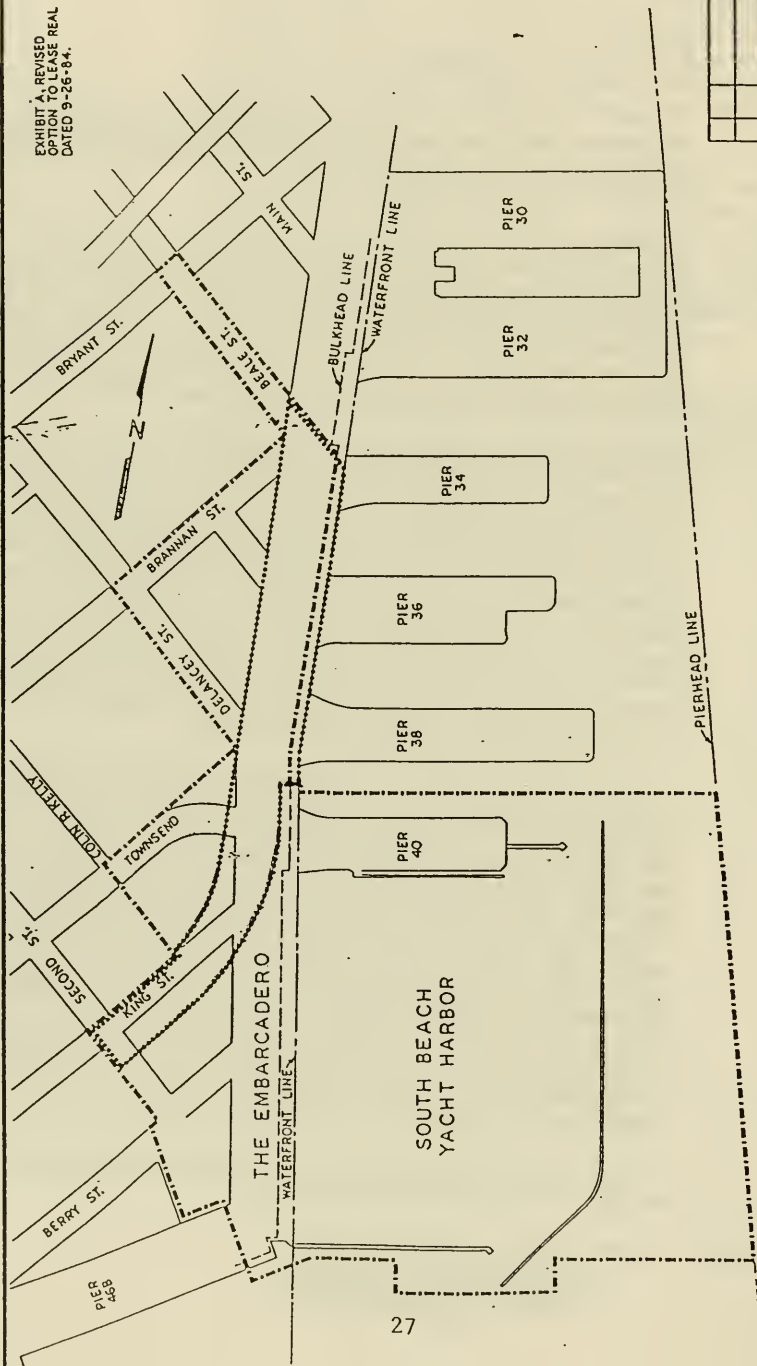 EXHIBIT A, REVISED
OPTION TO LEASE REAL
DATED 9-26-84.
MAIN
ST.
BRYANT ST.
BEALE ST.
N
BULKHEAD LINE
WATERFRONT LINE
PIER
30
PIER
32
BRANNAN ST.
PIER
34
DELANCEY ST.
PIER
36
PIERHEAD LINE
PIER
38
COLIN P. KELLY
TOWNSEND
PIER
40
SECOND
ST.
KING ST.
THE EMBARCADERO
WATERFRONT LINE
SOUTH BEACH
YACHT HARBOR
BERRY ST.
PIER
46B
27